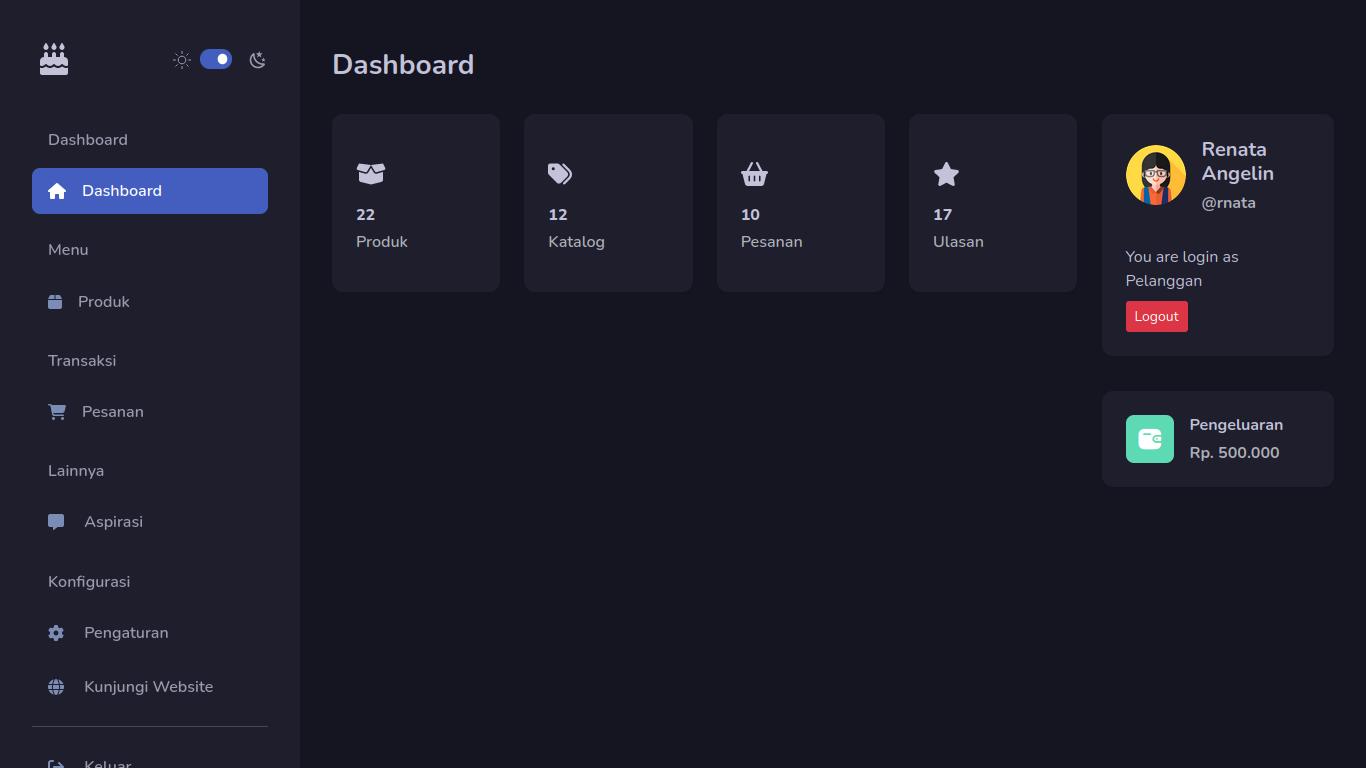 Dashboard
Dashboard
Menu
Produk
Transaksi
Pesanan
Lainnya
Aspirasi
Konfigurasi
Pengaturan
Kunjungi Website
Keluar
Dashboard
22
Produk
12
Katalog
10
Pesanan
17
Ulasan
Renata
Angelin
@rnata
You are login as
Pelanggan
Logout
Pengeluaran
Rp. 500.000